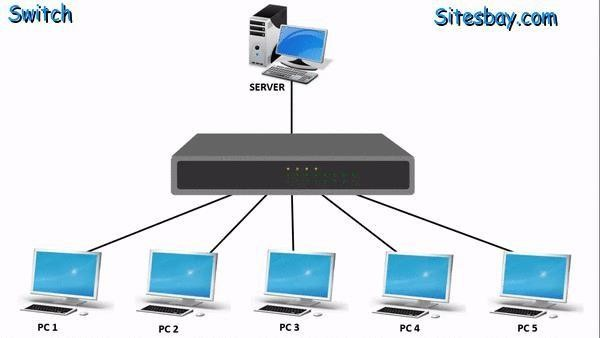 Switch
Sitesbay.com
SERVER
PC 1
PC 2
PC 3
PC 4
PC 5